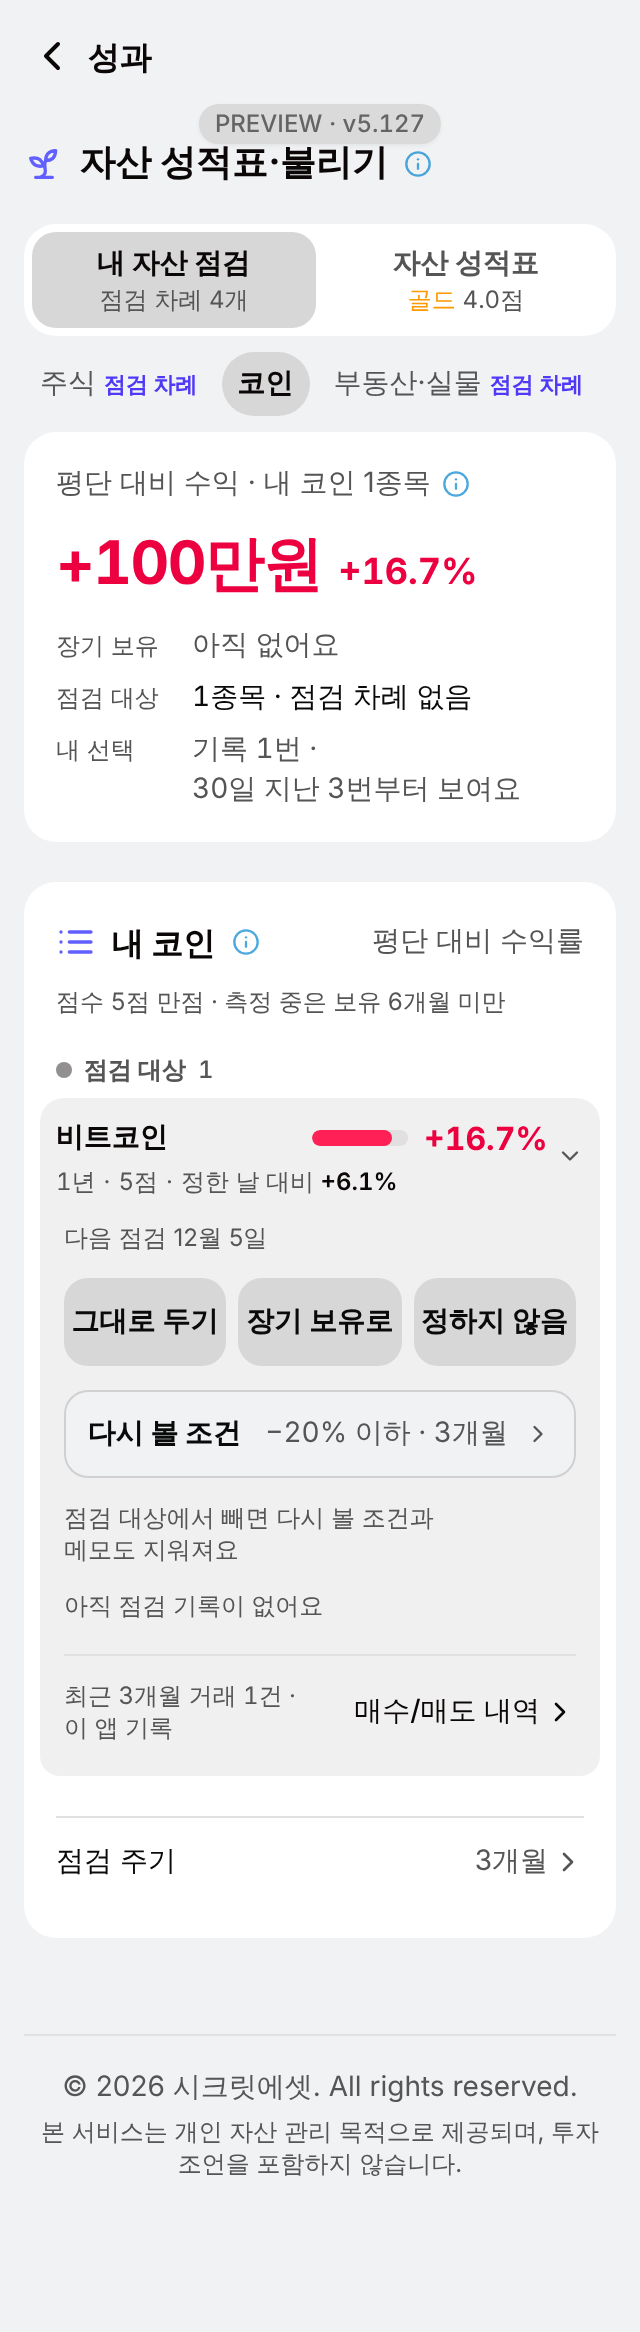 성과
PREVIEW · v5.127
자산 성적표·불리기
내 자산 점검
점검 차례 4개
자산 성적표
골드 4.0점
주식 점검 차례
코인
부동산·실물 점검 차례
평단 대비 수익 · 내 코인 1종목
+100만원 +16.7%
장기 보유 아직 없어요
점검 대상 1종목 · 점검 차례 없음
내 선택 기록 1번 ·
30일 지난 3번부터 보여요
내 코인
평단 대비 수익률
점수 5점 만점 · 측정 중은 보유 6개월 미만
점검 대상 1
비트코인 +16.7%
1년 · 5점 · 정한 날 대비 +6.1%
다음 점검 12월 5일
그대로 두기
장기 보유로
정하지 않음
다시 볼 조건 −20% 이하 · 3개월
점검 대상에서 빼면 다시 볼 조건과
메모도 지워져요
아직 점검 기록이 없어요
최근 3개월 거래 1건 ·
이 앱 기록
매수/매도 내역
점검 주기 3개월
© 2026 시크릿에셋. All rights reserved.
본 서비스는 개인 자산 관리 목적으로 제공되며, 투자
조언을 포함하지 않습니다.